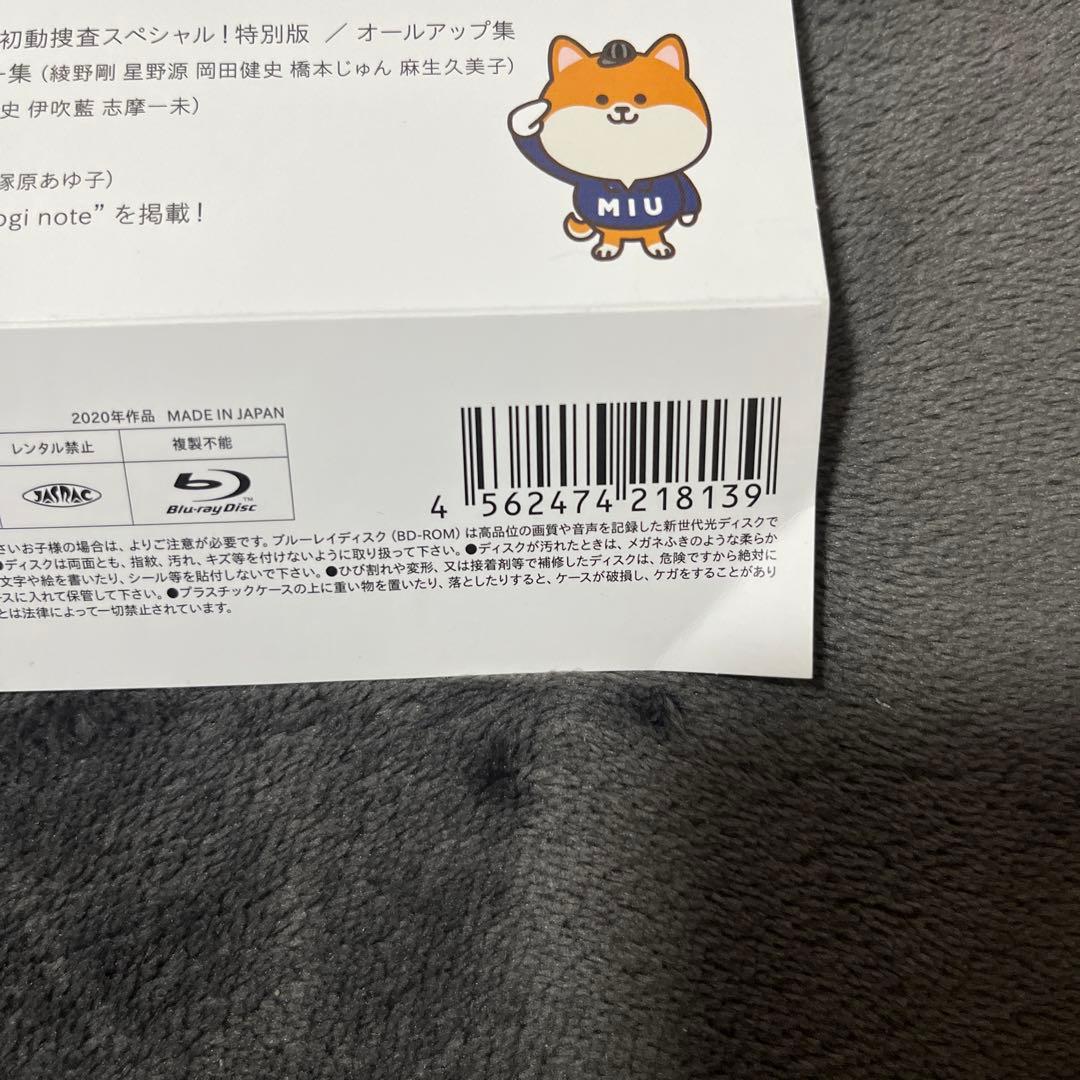 初動捜査スペシャル！特別版 ／ オールアップ集
集（綾野剛 星野源 岡田健史 橋本じゅん 麻生久美子）
史 伊吹藍 志摩一未）
塚原あゆ子）
ogi note” を掲載！
MIU
2020年作品 MADE IN JAPAN
レンタル禁止 複製不能
JASRAC Blu-ray Disc TM
4 562474 218139
さいお子様の場合は、よりご注意が必要です。ブルーレイディスク（BD-ROM）は高品位の画質や音声を記録した新世代光ディスクで
●ディスクは両面とも、指紋、汚れ、キズ等を付けないように取り扱って下さい。●ディスクが汚れたときは、メガネふきのような柔らか
文字や絵を書いたり、シール等を貼付しないで下さい。●ひび割れや変形、又は接着剤等で補修したディスクは、危険ですから絶対に
ースに入れて保管して下さい。●プラスチックケースの上に重い物を置いたり、落としたりすると、ケースが破損し、ケガをすることがあり
とは法律によって一切禁止されています。